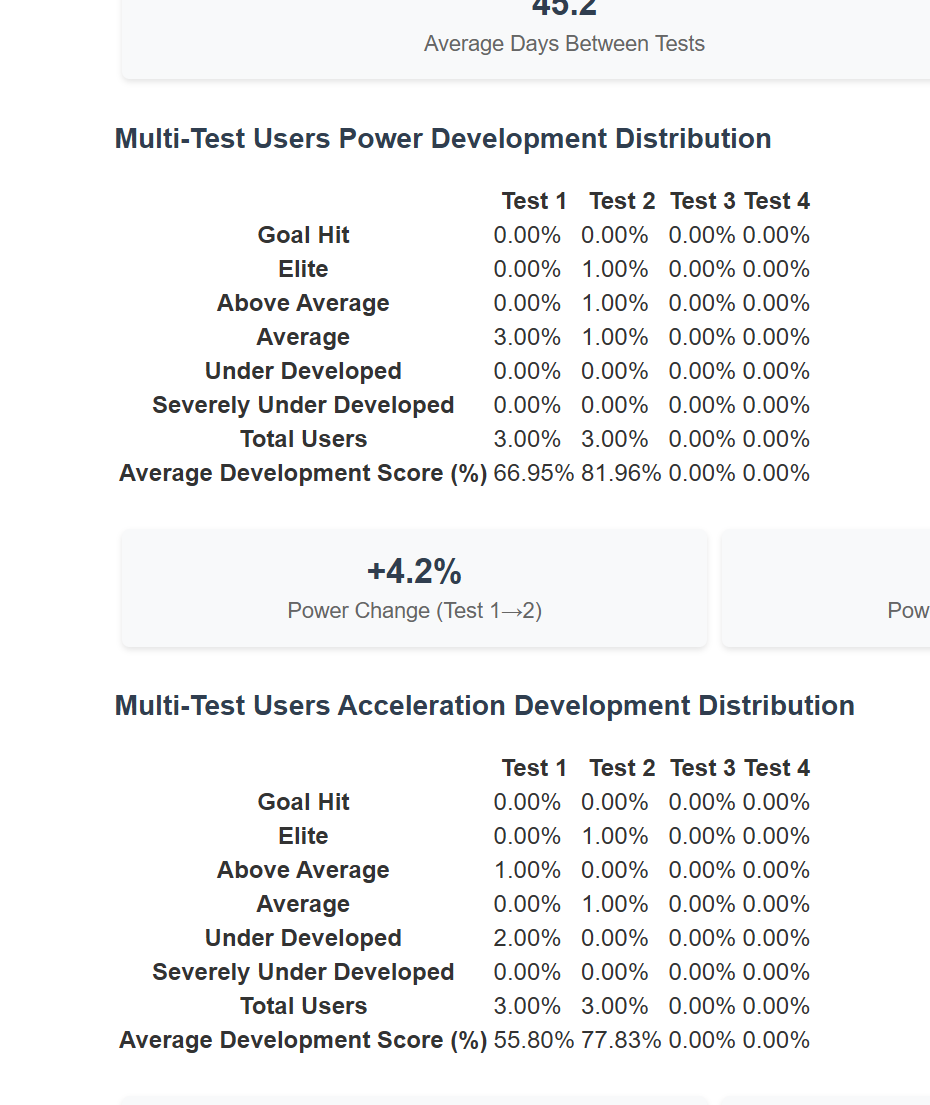 45.2
Average Days Between Tests
Multi-Test Users Power Development Distribution
Test 1 Test 2 Test 3 Test 4
Goal Hit 0.00% 0.00% 0.00% 0.00%
Elite 0.00% 1.00% 0.00% 0.00%
Above Average 0.00% 1.00% 0.00% 0.00%
Average 3.00% 1.00% 0.00% 0.00%
Under Developed 0.00% 0.00% 0.00% 0.00%
Severely Under Developed 0.00% 0.00% 0.00% 0.00%
Total Users 3.00% 3.00% 0.00% 0.00%
Average Development Score (%) 66.95% 81.96% 0.00% 0.00%
+4.2%
Power Change (Test 1→2) Pow
Multi-Test Users Acceleration Development Distribution
Test 1 Test 2 Test 3 Test 4
Goal Hit 0.00% 0.00% 0.00% 0.00%
Elite 0.00% 1.00% 0.00% 0.00%
Above Average 1.00% 0.00% 0.00% 0.00%
Average 0.00% 1.00% 0.00% 0.00%
Under Developed 2.00% 0.00% 0.00% 0.00%
Severely Under Developed 0.00% 0.00% 0.00% 0.00%
Total Users 3.00% 3.00% 0.00% 0.00%
Average Development Score (%) 55.80% 77.83% 0.00% 0.00%